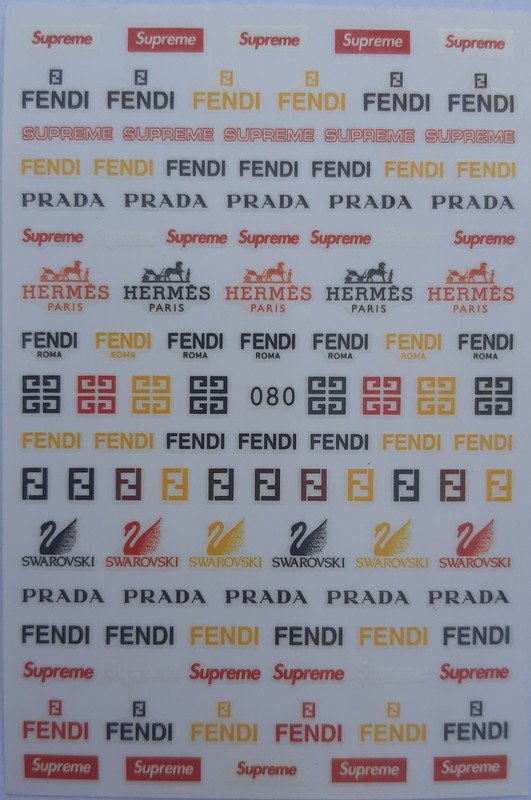 Supreme Supreme Supreme Supreme Supreme
FENDI FENDI FENDI FENDI FENDI FENDI
SUPREME SUPREME SUPREME SUPREME SUPREME
FENDI FENDI FENDI FENDI FENDI FENDI FENDI
PRADA PRADA PRADA PRADA PRADA
Supreme Supreme Supreme Supreme Supreme
HERMÈS HERMÈS HERMÈS HERMÈS HERMÈS
PARIS PARIS PARIS PARIS PARIS
FENDI FENDI FENDI FENDI FENDI FENDI FENDI
ROMA ROMA ROMA ROMA ROMA ROMA ROMA
080
FENDI FENDI FENDI FENDI FENDI FENDI FENDI
SWAROVSKI SWAROVSKI SWAROVSKI SWAROVSKI SWAROVSKI SWAROVSKI
PRADA PRADA PRADA PRADA PRADA
FENDI FENDI FENDI FENDI FENDI FENDI
Supreme Supreme Supreme Supreme
FENDI FENDI FENDI FENDI FENDI FENDI
Supreme Supreme Supreme Supreme Supreme